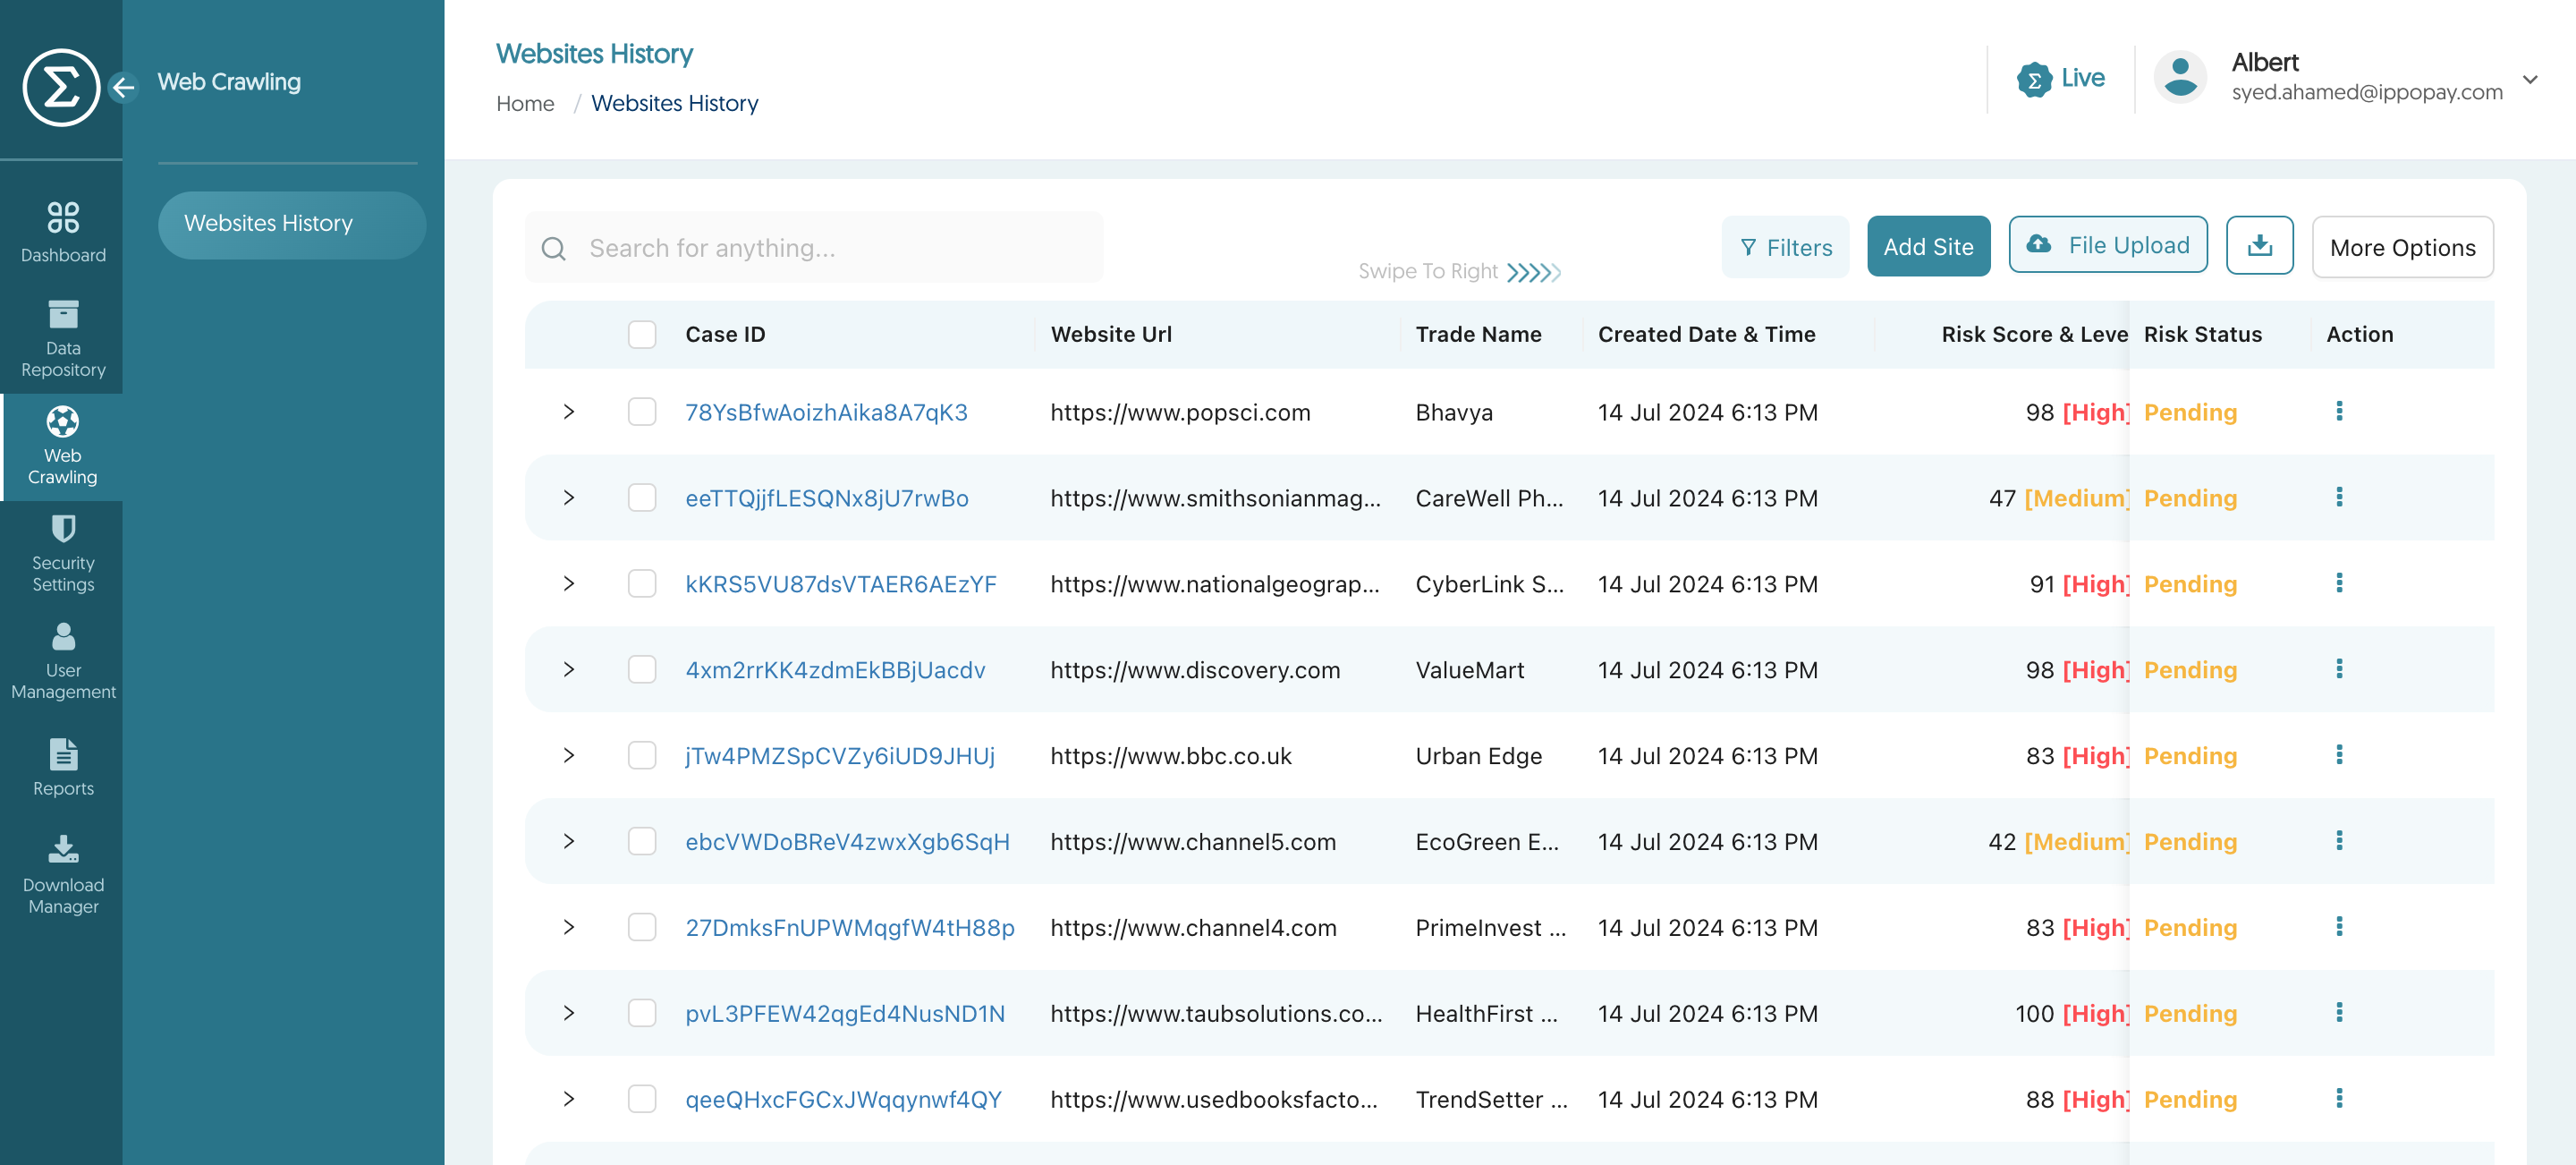 Σ
Web Crawling
Websites History
Dashboard
Data
Repository
Web
Crawling
Security
Settings
User
Management
Reports
Download
Manager
Websites History
Home / Websites History
Σ Live
Albert
syed.ahamed@ippopay.com
Search for anything...
Swipe To Right
Filters
Add Site
File Upload
More Options
Case ID Website Url Trade Name Created Date & Time Risk Score & Leve Risk Status Action
78YsBfwAoizhAika8A7qK3 https://www.popsci.com Bhavya 14 Jul 2024 6:13 PM 98 [High] Pending
eeTTQjjfLESQNx8jU7rwBo https://www.smithsonianmag... CareWell Ph... 14 Jul 2024 6:13 PM 47 [Medium] Pending
kKRS5VU87dsVTAER6AEzYF https://www.nationalgeograp... CyberLink S... 14 Jul 2024 6:13 PM 91 [High] Pending
4xm2rrKK4zdmEkBBjUacdv https://www.discovery.com ValueMart 14 Jul 2024 6:13 PM 98 [High] Pending
jTw4PMZSpCVZy6iUD9JHUj https://www.bbc.co.uk Urban Edge 14 Jul 2024 6:13 PM 83 [High] Pending
ebcVWDoBReV4zwxXgb6SqH https://www.channel5.com EcoGreen E... 14 Jul 2024 6:13 PM 42 [Medium] Pending
27DmksFnUPWMqgfW4tH88p https://www.channel4.com PrimeInvest ... 14 Jul 2024 6:13 PM 83 [High] Pending
pvL3PFEW42qgEd4NusND1N https://www.taubsolutions.co... HealthFirst ... 14 Jul 2024 6:13 PM 100 [High] Pending
qeeQHxcFGCxJWqqynwf4QY https://www.usedbooksfacto... TrendSetter ... 14 Jul 2024 6:13 PM 88 [High] Pending